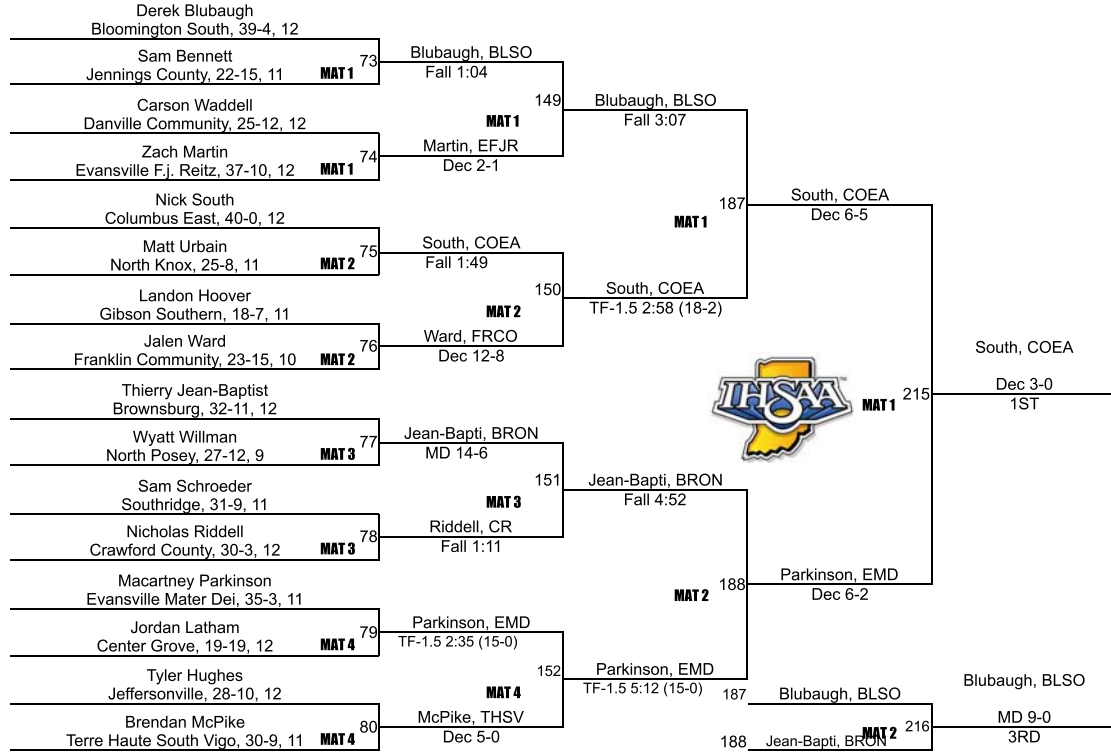 Derek Blubaugh
Bloomington South, 39-4, 12
Sam Bennett
Jennings County, 22-15, 11
MAT 1
73
Blubaugh, BLSO
Fall 1:04
Carson Waddell
Danville Community, 25-12, 12
Zach Martin
Evansville F.j. Reitz, 37-10, 12
MAT 1
74
Martin, EFJR
Dec 2-1
MAT 1
149
Blubaugh, BLSO
Fall 3:07
Nick South
Columbus East, 40-0, 12
Matt Urbain
North Knox, 25-8, 11
MAT 2
75
South, COEA
Fall 1:49
Landon Hoover
Gibson Southern, 18-7, 11
Jalen Ward
Franklin Community, 23-15, 10
MAT 2
76
Ward, FRCO
Dec 12-8
MAT 2
150
South, COEA
TF-1.5 2:58 (18-2)
MAT 1
187
South, COEA
Dec 6-5
Thierry Jean-Baptist
Brownsburg, 32-11, 12
Wyatt Willman
North Posey, 27-12, 9
MAT 3
77
Jean-Bapti, BRON
MD 14-6
Sam Schroeder
Southridge, 31-9, 11
Nicholas Riddell
Crawford County, 30-3, 12
MAT 3
78
Riddell, CR
Fall 1:11
MAT 3
151
Jean-Bapti, BRON
Fall 4:52
Macartney Parkinson
Evansville Mater Dei, 35-3, 11
Jordan Latham
Center Grove, 19-19, 12
MAT 4
79
Parkinson, EMD
TF-1.5 2:35 (15-0)
Tyler Hughes
Jeffersonville, 28-10, 12
Brendan McPike
Terre Haute South Vigo, 30-9, 11
MAT 4
80
McPike, THSV
Dec 5-0
MAT 4
152
Parkinson, EMD
TF-1.5 5:12 (15-0)
MAT 2
188
Parkinson, EMD
Dec 6-2
IHSAA
MAT 1
215
South, COEA
Dec 3-0
1ST
187
Blubaugh, BLSO
188
Jean-Bapti, BRON
MAT 2
216
Blubaugh, BLSO
MD 9-0
3RD